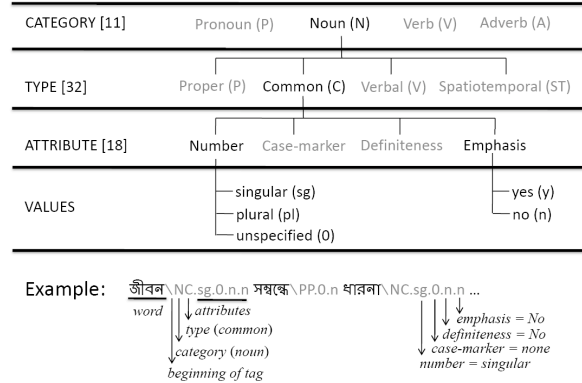 CATEGORY [11] Pronoun (P) Noun (N) Verb (V) Adverb (A)
TYPE [32] Proper (P) Common (C) Verbal (V) Spatiotemporal (ST)
ATTRIBUTE [18] Number Case-marker Definiteness Emphasis
VALUES
singular (sg) yes (y)
plural (pl) no (n)
unspecified (0)
Example: জীবন\NC.sg.0.n.n সম্বন্ধে\PP.0.n ধারনা\NC.sg.0.n.n ...
word attributes
type (common)
category (noun)
beginning of tag
emphasis = No
definiteness = No
case-marker = none
number = singular